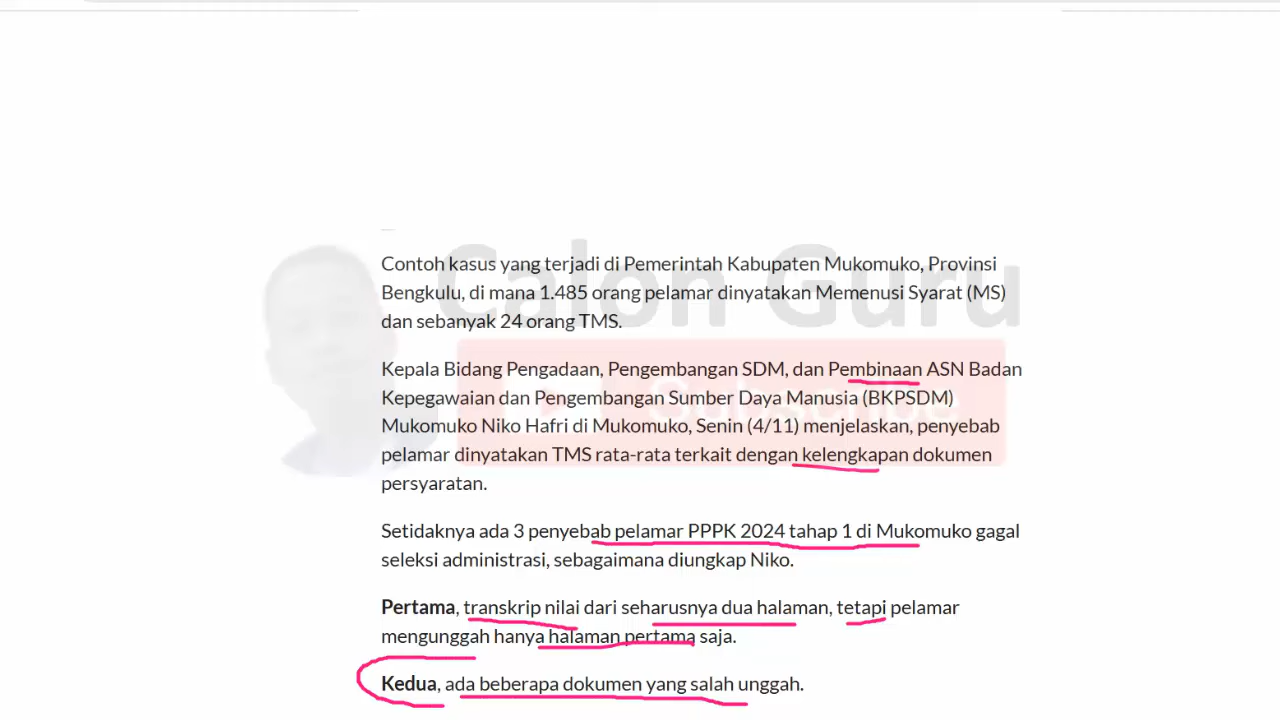 Calon Guru
Subscribe
Contoh kasus yang terjadi di Pemerintah Kabupaten Mukomuko, Provinsi
Bengkulu, di mana 1.485 orang pelamar dinyatakan Memenusi Syarat (MS)
dan sebanyak 24 orang TMS.
Kepala Bidang Pengadaan, Pengembangan SDM, dan Pembinaan ASN Badan
Kepegawaian dan Pengembangan Sumber Daya Manusia (BKPSDM)
Mukomuko Niko Hafri di Mukomuko, Senin (4/11) menjelaskan, penyebab
pelamar dinyatakan TMS rata-rata terkait dengan kelengkapan dokumen
persyaratan.
Setidaknya ada 3 penyebab pelamar PPPK 2024 tahap 1 di Mukomuko gagal
seleksi administrasi, sebagaimana diungkap Niko.
Pertama, transkrip nilai dari seharusnya dua halaman, tetapi pelamar
mengunggah hanya halaman pertama saja.
Kedua, ada beberapa dokumen yang salah unggah.